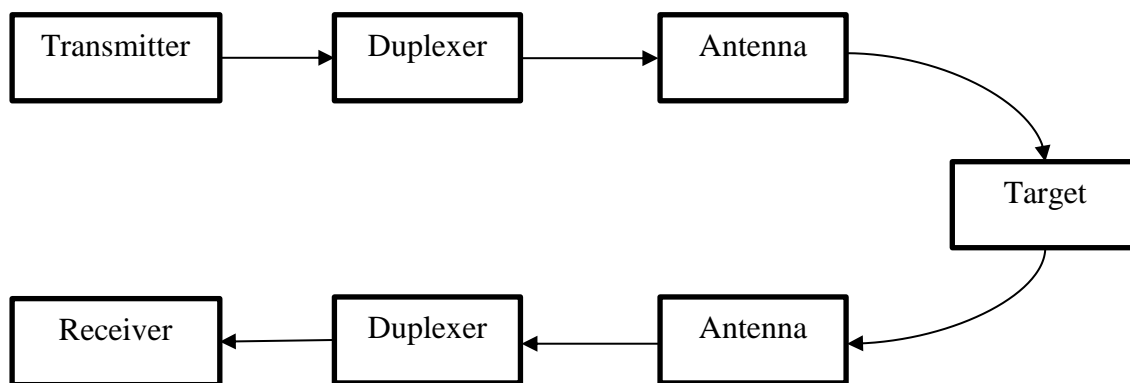 Transmitter
Duplexer
Antenna
Target
Receiver
Duplexer
Antenna